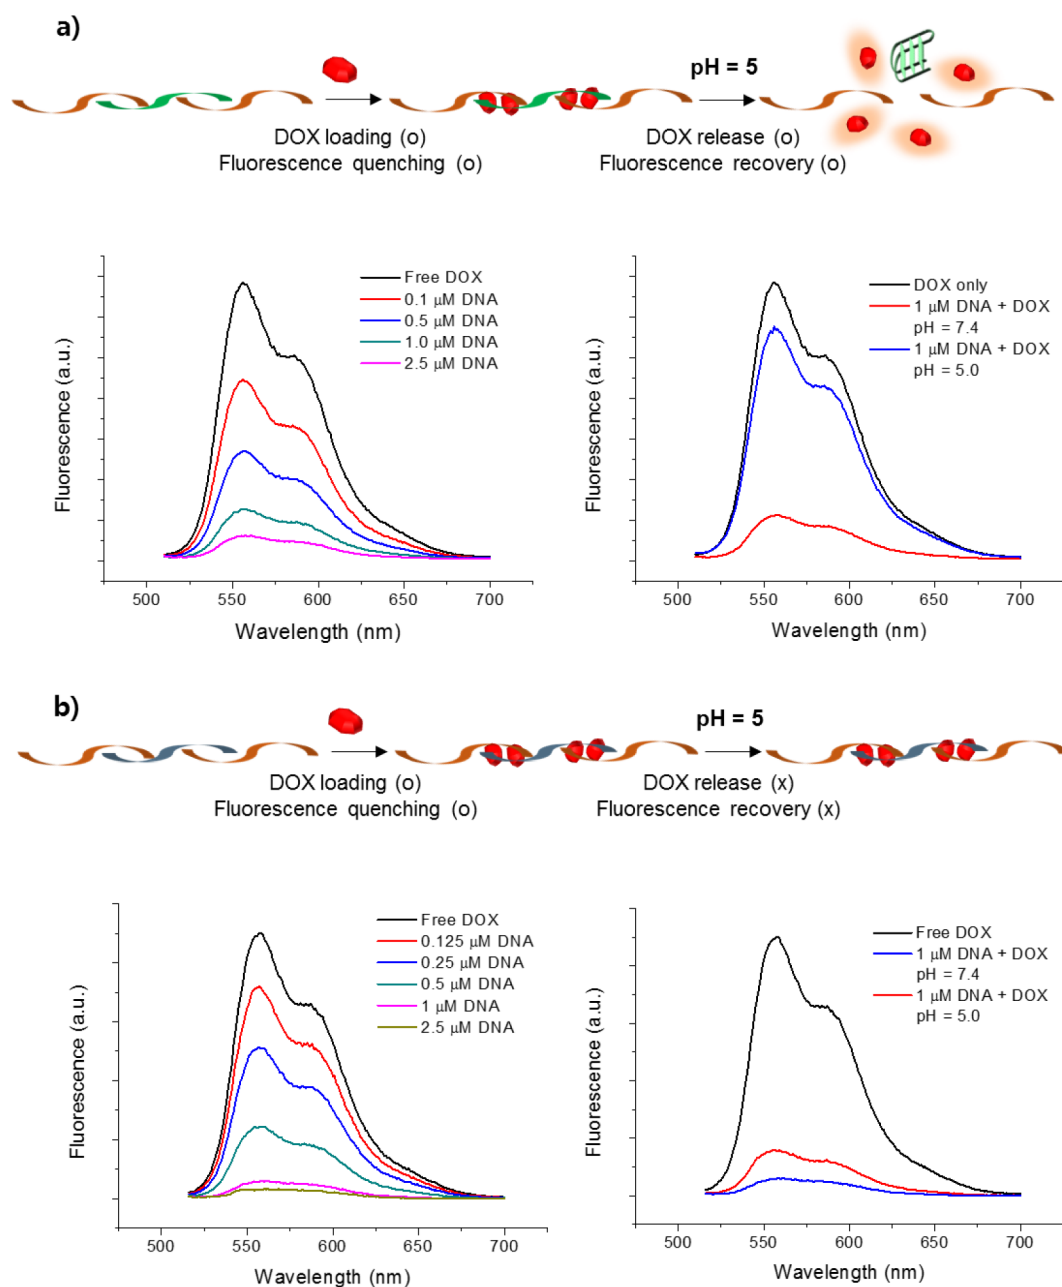 a)
pH = 5
DOX loading (o)
Fluorescence quenching (o)
DOX release (o)
Fluorescence recovery (o)
Fluorescence (a.u.)
Free DOX
0.1 μM DNA
0.5 μM DNA
1.0 μM DNA
2.5 μM DNA
500 550 600 650 700
Wavelength (nm)
Fluorescence (a.u.)
DOX only
1 μM DNA + DOX
pH = 7.4
1 μM DNA + DOX
pH = 5.0
500 550 600 650 700
Wavelength (nm)
b)
pH = 5
DOX loading (o)
Fluorescence quenching (o)
DOX release (x)
Fluorescence recovery (x)
Fluorescence (a.u.)
Free DOX
0.125 μM DNA
0.25 μM DNA
0.5 μM DNA
1 μM DNA
2.5 μM DNA
500 550 600 650 700
Wavelength (nm)
Fluorescence (a.u.)
Free DOX
1 μM DNA + DOX
pH = 7.4
1 μM DNA + DOX
pH = 5.0
500 550 600 650 700
Wavelength (nm)